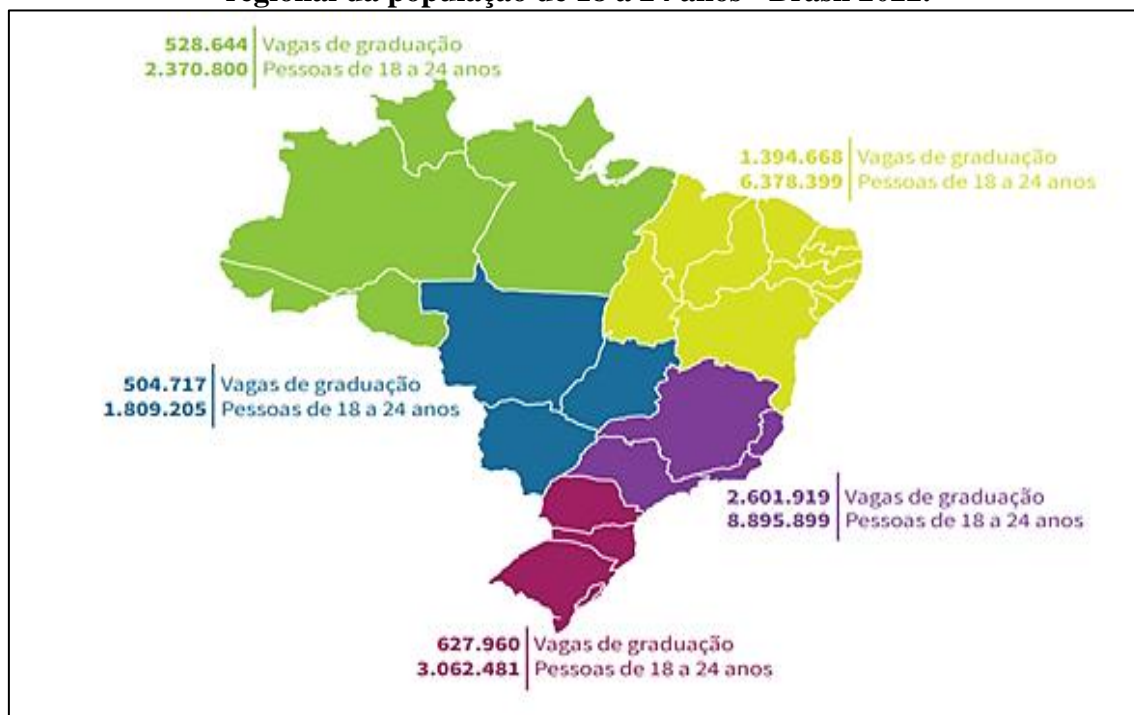 regional da população de 18 a 24 anos - Brasil 2022.
528.644 Vagas de graduação
2.370.800 Pessoas de 18 a 24 anos
1.394.668 Vagas de graduação
6.378.399 Pessoas de 18 a 24 anos
504.717 Vagas de graduação
1.809.205 Pessoas de 18 a 24 anos
2.601.919 Vagas de graduação
8.895.899 Pessoas de 18 a 24 anos
627.960 Vagas de graduação
3.062.481 Pessoas de 18 a 24 anos